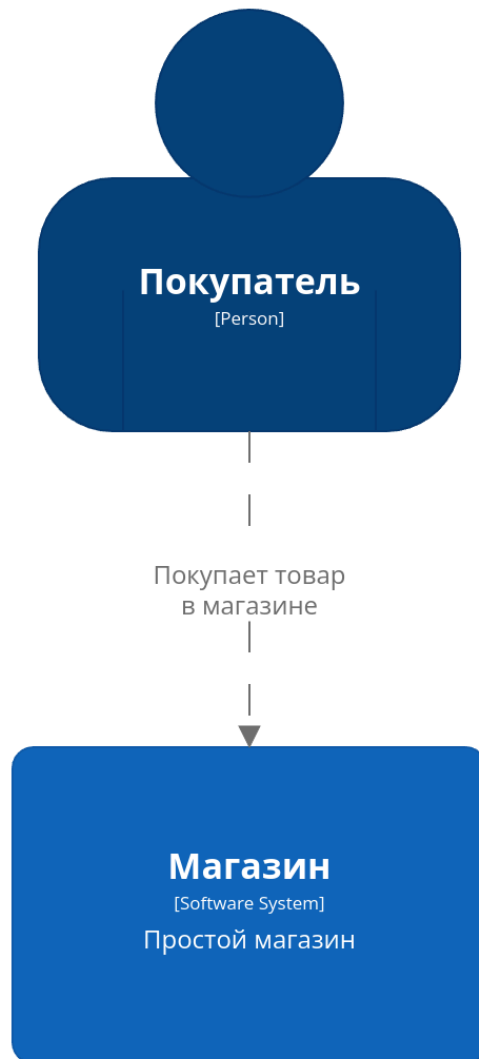 Покупатель
[Person]
Покупает товар
в магазине
Магазин
[Software System]
Простой магазин